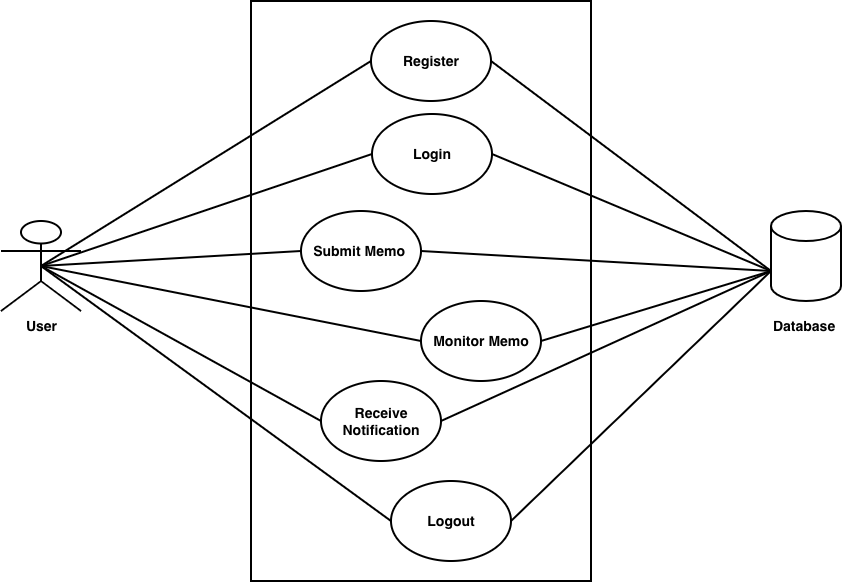 Register
Login
Submit Memo
User
Database
Monitor Memo
Receive
Notification
Logout